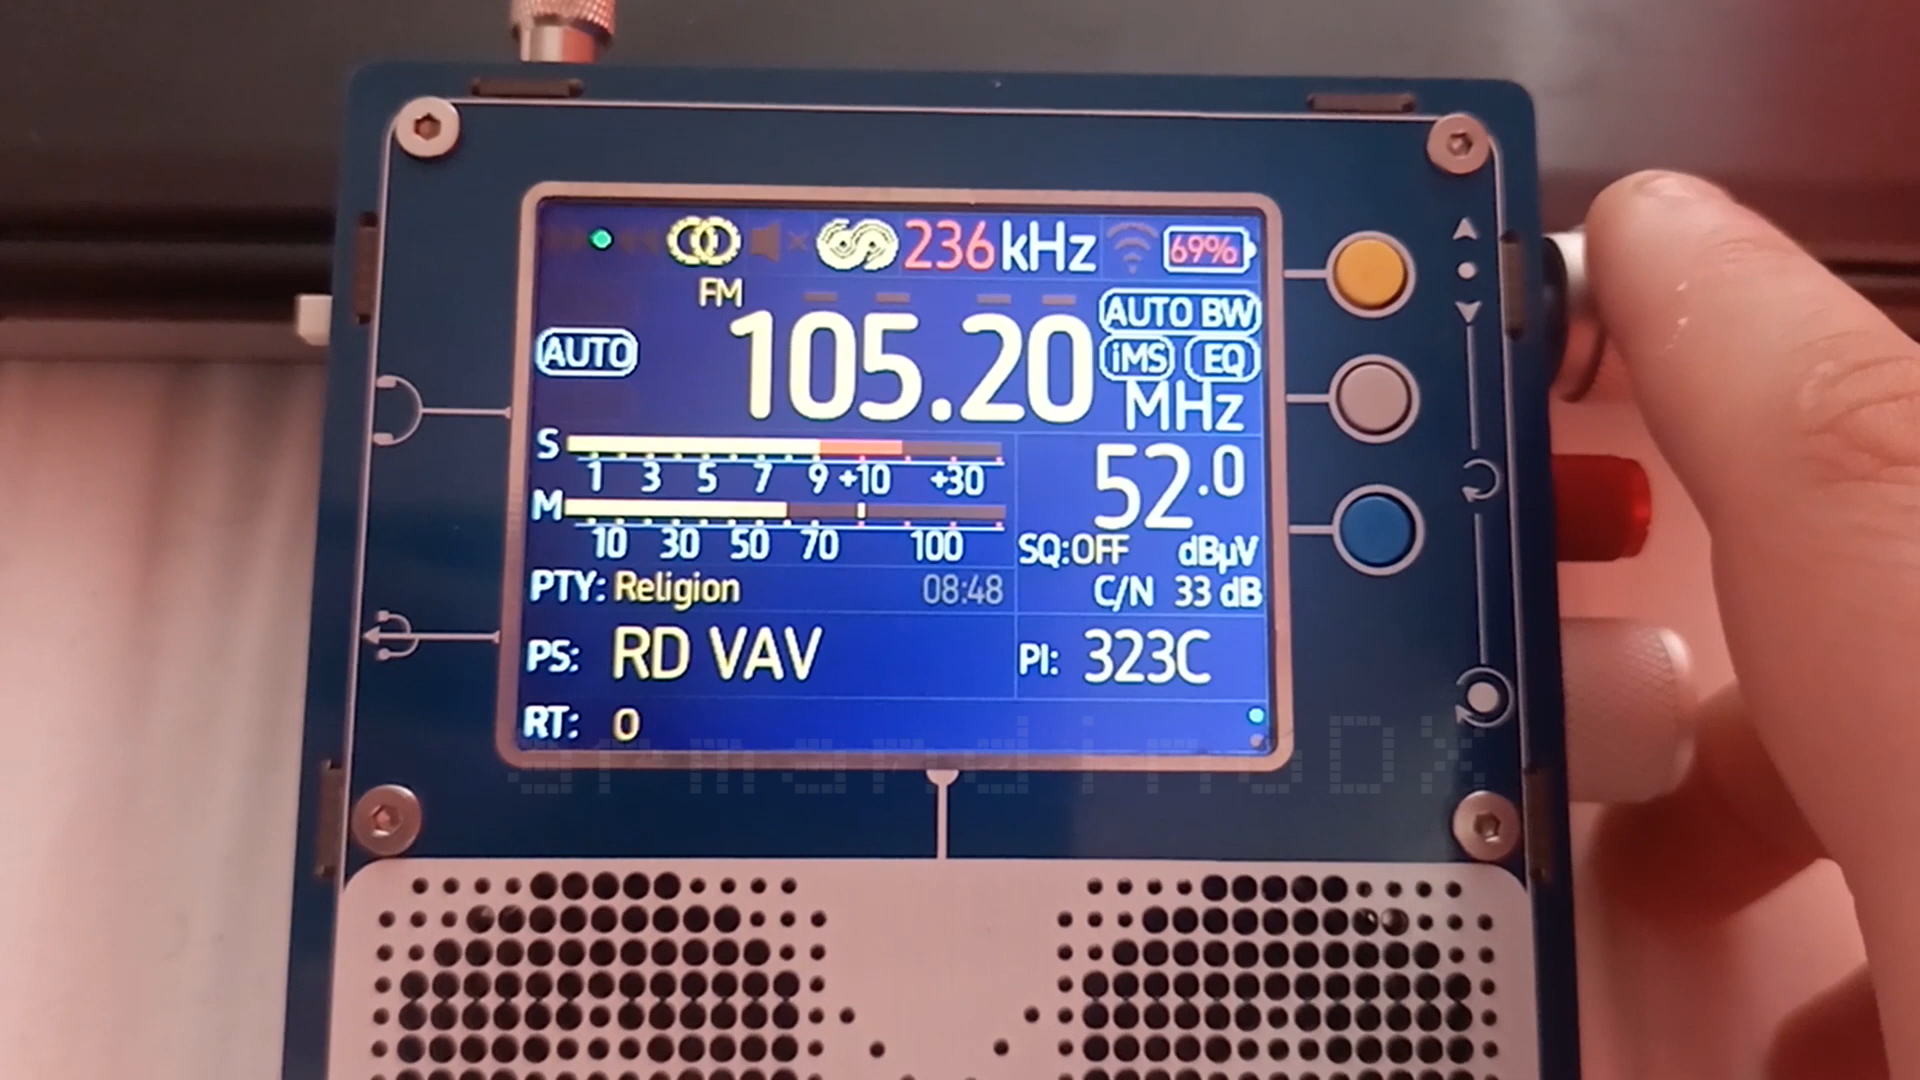 236kHz 69%
FM
AUTO 105.20 AUTO BW
iMS EQ
MHz
S
1 3 5 7 9 +10 +30
52.0
M
10 30 50 70 100
SQ:OFF dBµV
PTY: Religion 08:48
C/N 33 dB
PS: RD VAV
PI: 323C
RT: O
armandinoDX